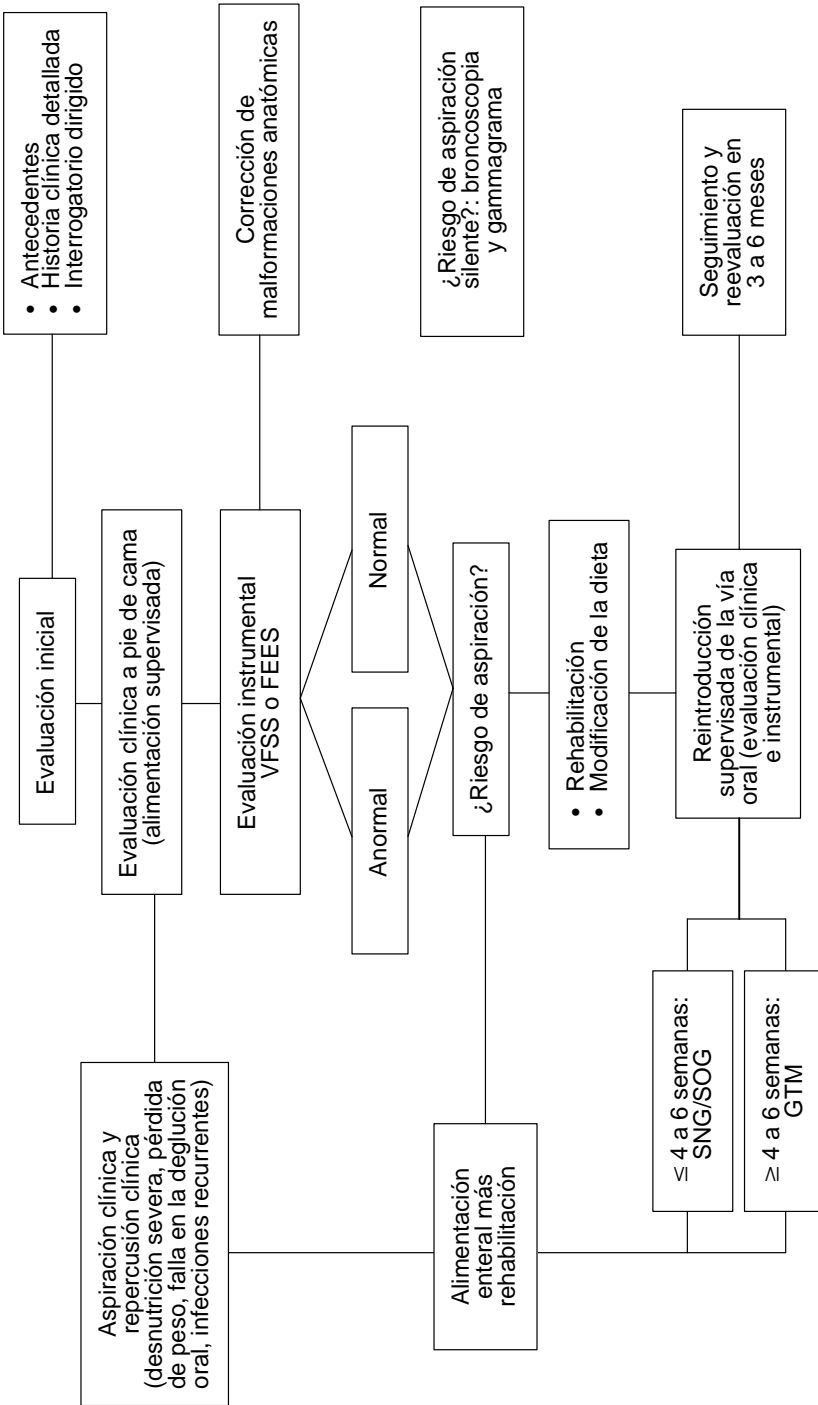 Evaluación inicial
• Antecedentes
• Historia clínica detallada
• Interrogatorio dirigido
Aspiración clínica y
repercusión clínica
(desnutrición severa, pérdida
de peso, falla en la deglución
oral, infecciones recurrentes)
Evaluación clínica a pie de cama
(alimentación supervisada)
Evaluación instrumental
VFSS o FEES
Corrección de
malformaciones anatómicas
Anormal
Normal
Alimentación
enteral más
rehabilitación
¿Riesgo de aspiración?
¿Riesgo de aspiración
silente?: broncoscopia
y gammagrama
• Rehabilitación
• Modificación de la dieta
≤ 4 a 6 semanas:
SNG/SOG
≥ 4 a 6 semanas:
GTM
Reintroducción
supervisada de la vía
oral (evaluación clínica
e instrumental)
Seguimiento y
reevaluación en
3 a 6 meses